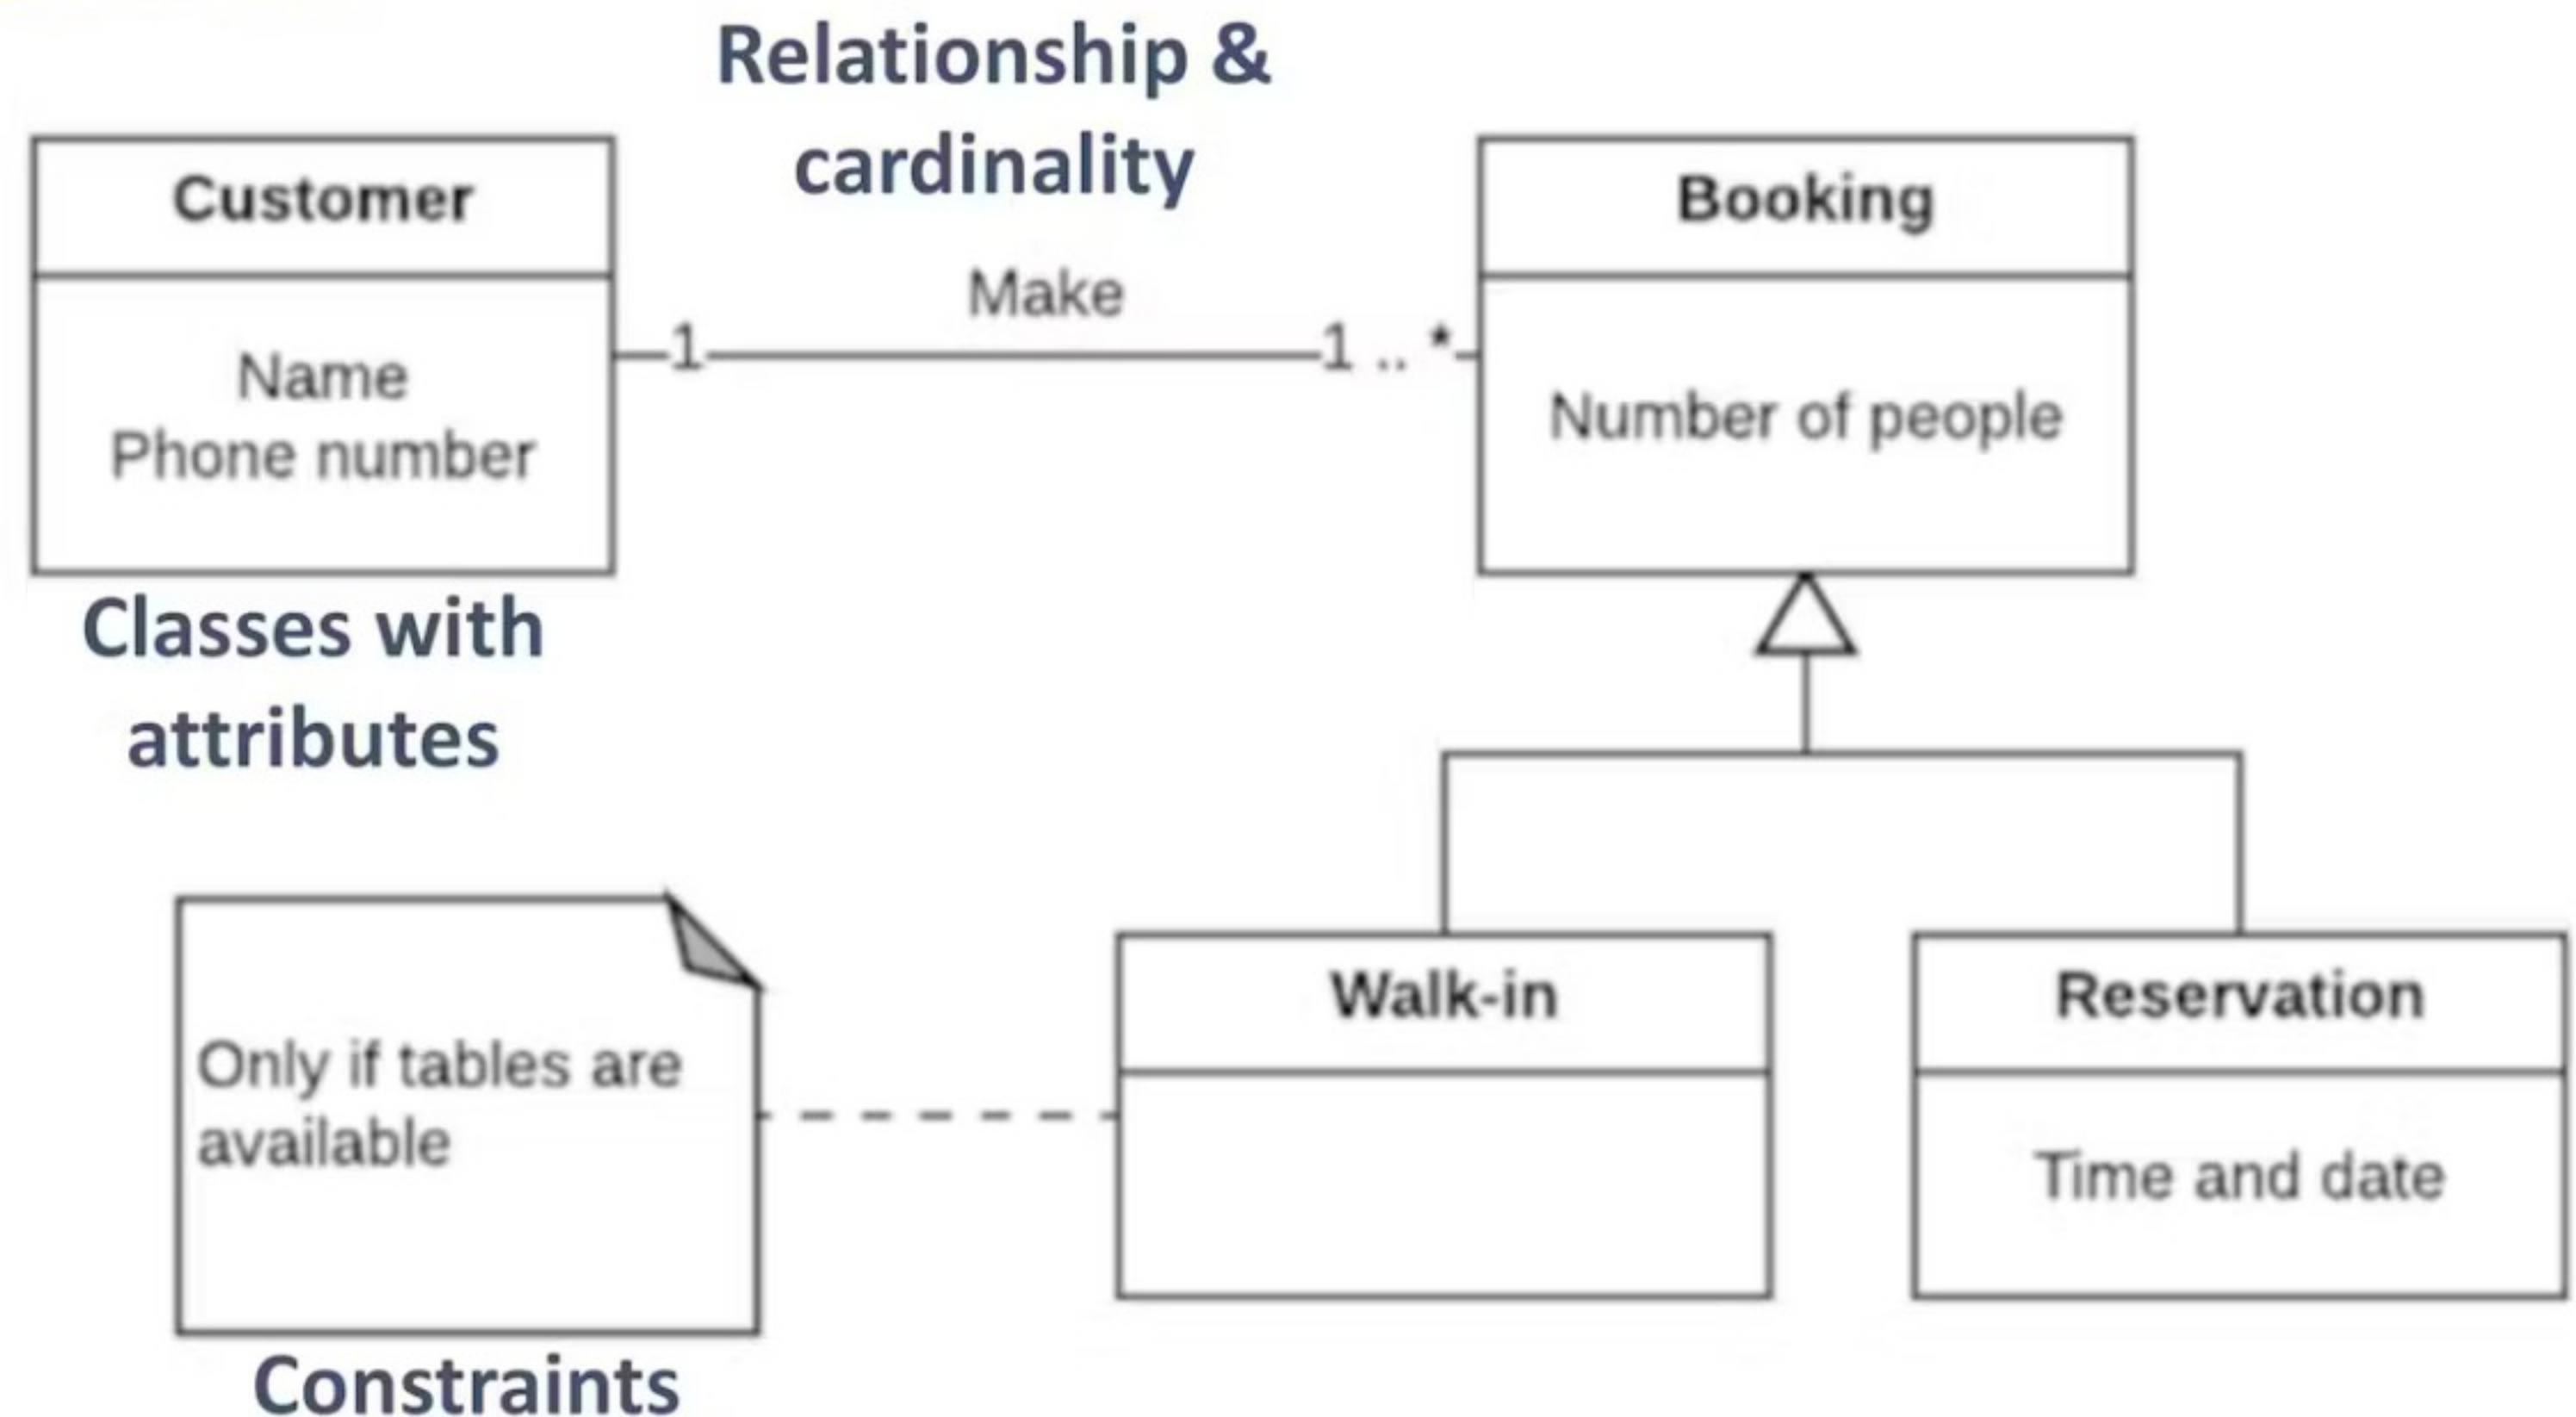 Relationship &
cardinality
Customer
Name
Phone number
1
Make
1 .. *
Booking
Number of people
Classes with
attributes
Only if tables are
available
Constraints
Walk-in
Reservation
Time and date